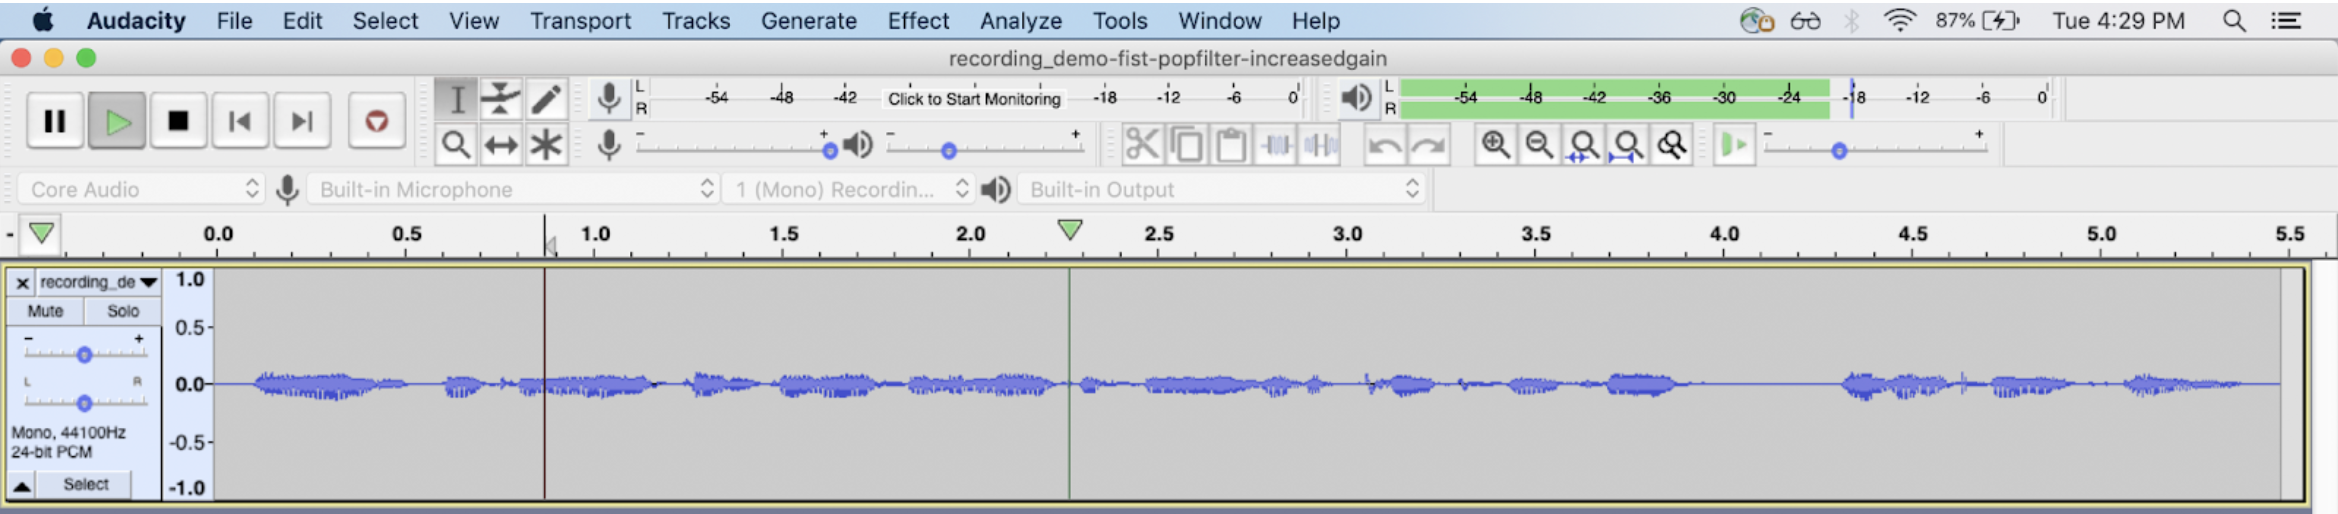 Audacity File Edit Select View Transport Tracks Generate Effect Analyze Tools Window Help 87% Tue 4:29 PM
recording_demo-fist-popfilter-increasedgain
L
R
-54 -48 -42 Click to Start Monitoring -18 -12 -6 0
L
R
-54 -48 -42 -36 -30 -24 -18 -12 -6 0
- +
- +
- +
Core Audio Built-in Microphone 1 (Mono) Recordin... Built-in Output
- 0.0 0.5 1.0 1.5 2.0 2.5 3.0 3.5 4.0 4.5 5.0 5.5
× recording_de
Mute Solo
- +
L R
Mono, 44100Hz
24-bit PCM
Select
1.0
0.5-
0.0-
-0.5-
-1.0